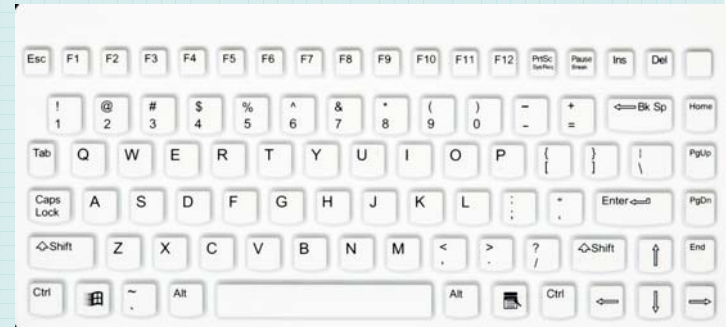 Esc F1 F2 F3 F4 F5 F6 F7 F8 F9 F10 F11 F12 PrtSc SysReq Pause Break Ins Del
! 1 @ 2 # 3 $ 4 % 5 ^ 6 & 7 * 8 ( 9 ) 0 - + = ⇐ Bk Sp Home
Tab Q W E R T Y U I O P { [ } ] | \ PgUp
Caps Lock A S D F G H J K L : ; Enter PgDn
Shift Z X C V B N M < , > . ? / Shift ⇑ End
Ctrl ~ Alt Alt Ctrl ⇐ ⇓ ⇒